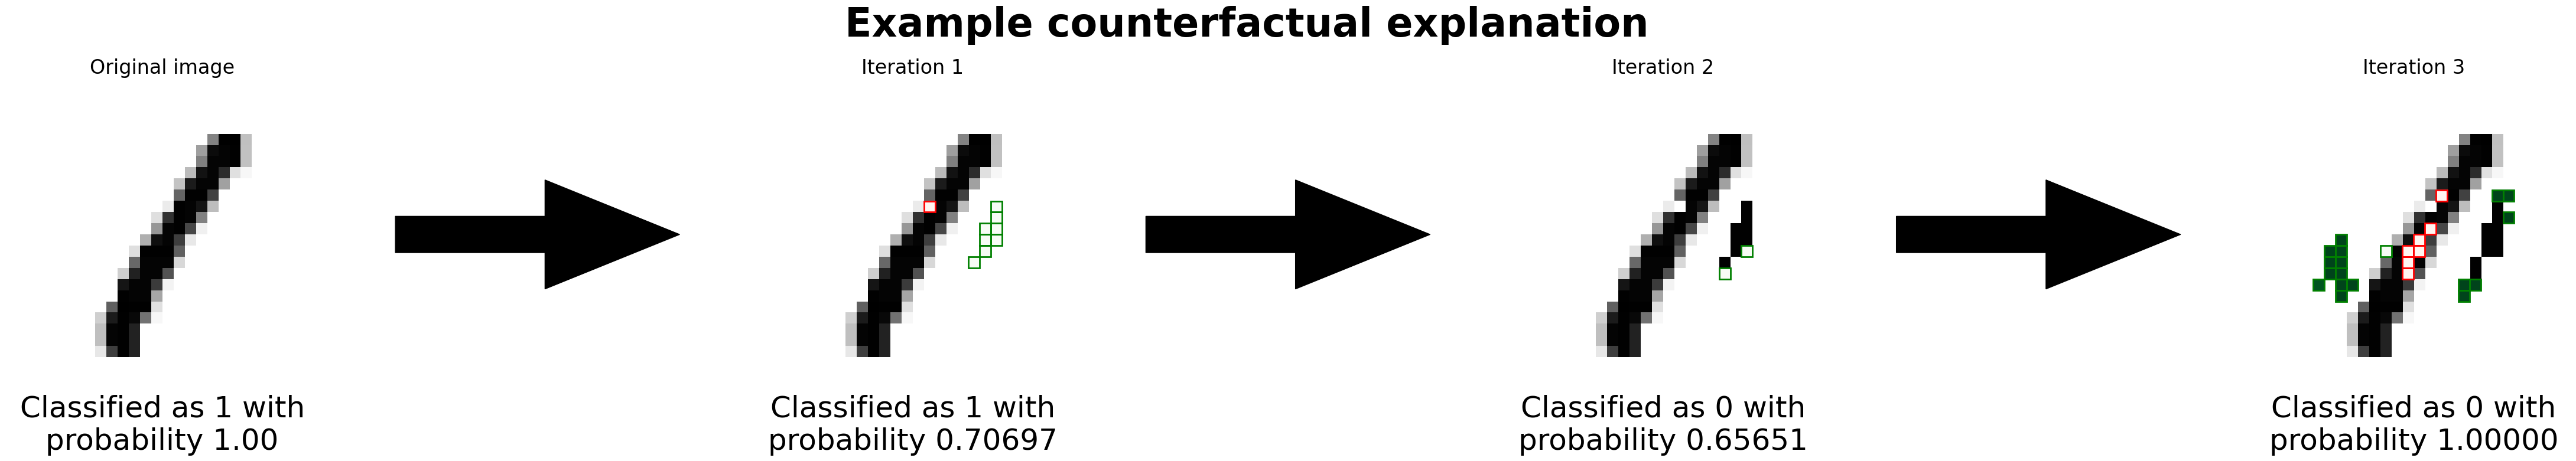 Example counterfactual explanation
Original image
Iteration 1
Iteration 2
Iteration 3
Classified as 1 with
probability 1.00
Classified as 1 with
probability 0.70697
Classified as 0 with
probability 0.65651
Classified as 0 with
probability 1.00000